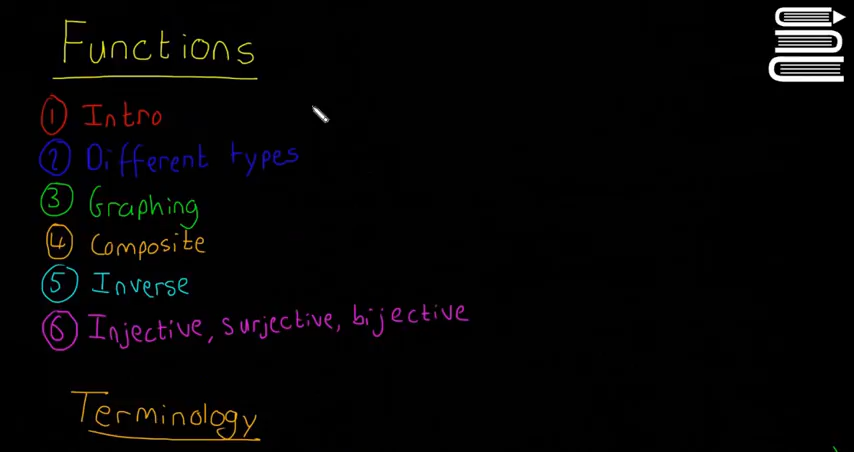 Functions
① Intro
② Different types
③ Graphing
④ Composite
⑤ Inverse
⑥ Injective, surjective, bijective
Terminology